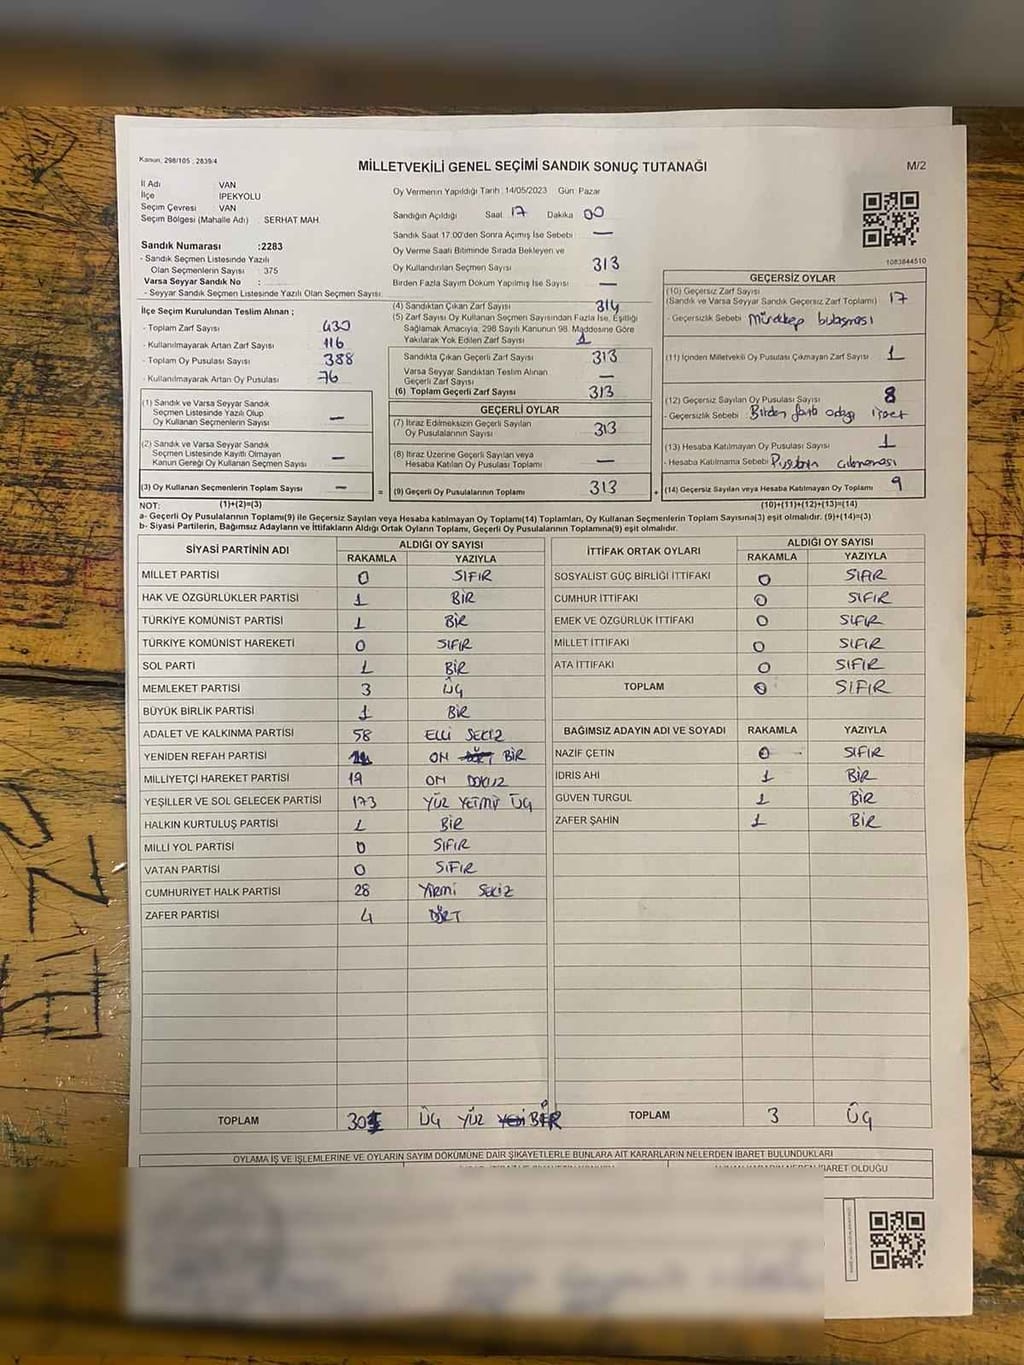 Kanun, 298/105 , 2839/4
MİLLETVEKİLİ GENEL SEÇİMİ SANDIK SONUÇ TUTANAĞI
M/2
İl Adı VAN
İlçe IPEKYOLU
Seçim Çevresi VAN
Seçim Bölgesi (Mahalle Adı) : SERHAT MAH.
Sandık Numarası :2283
- Sandık Seçmen Listesinde Yazılı
Olan Seçmenlerin Sayısı : 375
Varsa Seyyar Sandık No :
- Seyyar Sandık Seçmen Listesinde Yazılı Olan Seçmen Sayısı:
Oy Vermenin Yapıldığı Tarih :14/05/2023 Gün: Pazar
Sandığın Açıldığı Saat 17 Dakika 00
Sandık Saat 17.00'den Sonra Açılmış İse Sebebi —
Oy Verme Saati Bitiminde Sırada Bekleyen ve
Oy Kullandırılan Seçmen Sayısı 313
Birden Fazla Sayım Döküm Yapılmış İse Sayısı —
1083844510
İlçe Seçim Kurulundan Teslim Alınan ;
- Toplam Zarf Sayısı 430
- Kullanılmayarak Artan Zarf Sayısı 116
- Toplam Oy Pusulası Sayısı 388
- Kullanılmayarak Artan Oy Pusulası 76
(1) Sandık ve Varsa Seyyar Sandık
Seçmen Listesinde Yazılı Olup
Oy Kullanan Seçmenlerin Sayısı —
(2) Sandık ve Varsa Seyyar Sandık
Seçmen Listesinde Kayıtlı Olmayan
Kanun Gereği Oy Kullanan Seçmen Sayısı —
(3) Oy Kullanan Seçmenlerin Toplam Sayısı —
(1)+(2)=(3)
(4) Sandıktan Çıkan Zarf Sayısı 314
(5) Zarf Sayısı Oy Kullanan Seçmen Sayısından Fazla İse, Eşitliği
Sağlamak Amacıyla, 298 Sayılı Kanunun 98. Maddesine Göre
Yakılarak Yok Edilen Zarf Sayısı 1
Sandıkta Çıkan Geçerli Zarf Sayısı 313
Varsa Seyyar Sandıktan Teslim Alınan
Geçerli Zarf Sayısı —
(6) Toplam Geçerli Zarf Sayısı 313
GEÇERLİ OYLAR
(7) İtiraz Edilmeksizin Geçerli Sayılan
Oy Pusulalarının Sayısı 313
(8) İtiraz Üzerine Geçerli Sayılan veya
Hesaba Katılan Oy Pusulası Toplamı —
= (9) Geçerli Oy Pusulalarının Toplamı 313 +
GEÇERSİZ OYLAR
(10) Geçersiz Zarf Sayısı
(Sandık ve Varsa Seyyar Sandık Geçersiz Zarf Toplamı) 17
- Geçersizlik Sebebi Mürekkep bulaşması
(11) İçinden Milletvekili Oy Pusulası Çıkmayan Zarf Sayısı 1
(12) Geçersiz Sayılan Oy Pusulası Sayısı 8
- Geçersizlik Sebebi Birden fazla
(13) Hesaba Katılmayan Oy Pusulası Sayısı 1
- Hesaba Katılmama Sebebi
(14) Geçersiz Sayılan veya Hesaba Katılmayan Oy Toplamı 9
(10)+(11)+(12)+(13)=(14)
NOT:
a- Geçerli Oy Pusulalarının Toplamı(9) ile Geçersiz Sayılan veya Hesaba katılmayan Oy Toplamı(14) Toplamları, Oy Kullanan Seçmenlerin Toplam Sayısına(3) eşit olmalıdır. (9)+(14)=(3)
b- Siyasi Partilerin, Bağımsız Adayların ve İttifakların Aldığı Ortak Oyların Toplamı, Geçerli Oy Pusulalarının Toplamına(9) eşit olmalıdır.
SİYASİ PARTİNİN ADI ALDIĞI OY SAYISI
RAKAMLA YAZIYLA
MİLLET PARTİSİ 0 SIFIR
HAK VE ÖZGÜRLÜKLER PARTİSİ 1 BİR
TÜRKİYE KOMÜNİST PARTİSİ 1 BİR
TÜRKİYE KOMÜNİST HAREKETİ 0 SIFIR
SOL PARTİ 1 BİR
MEMLEKET PARTİSİ 3 ÜÇ
BÜYÜK BİRLİK PARTİSİ 1 BİR
ADALET VE KALKINMA PARTİSİ 58 ELLİ SEKİZ
YENİDEN REFAH PARTİSİ 11 ON BİR
MİLLİYETÇİ HAREKET PARTİSİ 19 ON DOKUZ
YEŞİLLER VE SOL GELECEK PARTİSİ 173 YÜZ YETMİŞ ÜÇ
HALKIN KURTULUŞ PARTİSİ 1 BİR
MİLLİ YOL PARTİSİ 0 SIFIR
VATAN PARTİSİ 0 SIFIR
CUMHURİYET HALK PARTİSİ 28 YİRMİ SEKİZ
ZAFER PARTİSİ 4 DÖRT
TOPLAM 301 ÜÇ YÜZ BİR
İTTİFAK ORTAK OYLARI ALDIĞI OY SAYISI
RAKAMLA YAZIYLA
SOSYALİST GÜÇ BİRLİĞİ İTTİFAKI 0 SIFIR
CUMHUR İTTİFAKI 0 SIFIR
EMEK VE ÖZGÜRLÜK İTTİFAKI 0 SIFIR
MİLLET İTTİFAKI 0 SIFIR
ATA İTTİFAKI 0 SIFIR
TOPLAM 0 SIFIR
BAĞIMSIZ ADAYIN ADI VE SOYADI RAKAMLA YAZIYLA
NAZİF ÇETİN 0 SIFIR
İDRİS AHI 1 BİR
GÜVEN TURGUL 1 BİR
ZAFER ŞAHİN 1 BİR
TOPLAM 3 ÜÇ
OYLAMA İŞ VE İŞLEMLERİNE VE OYLARIN SAYIM DÖKÜMÜNE DAİR ŞİKAYETLERLE BUNLARA AİT KARARLARIN NELERDEN İBARET BULUNDUKLARI